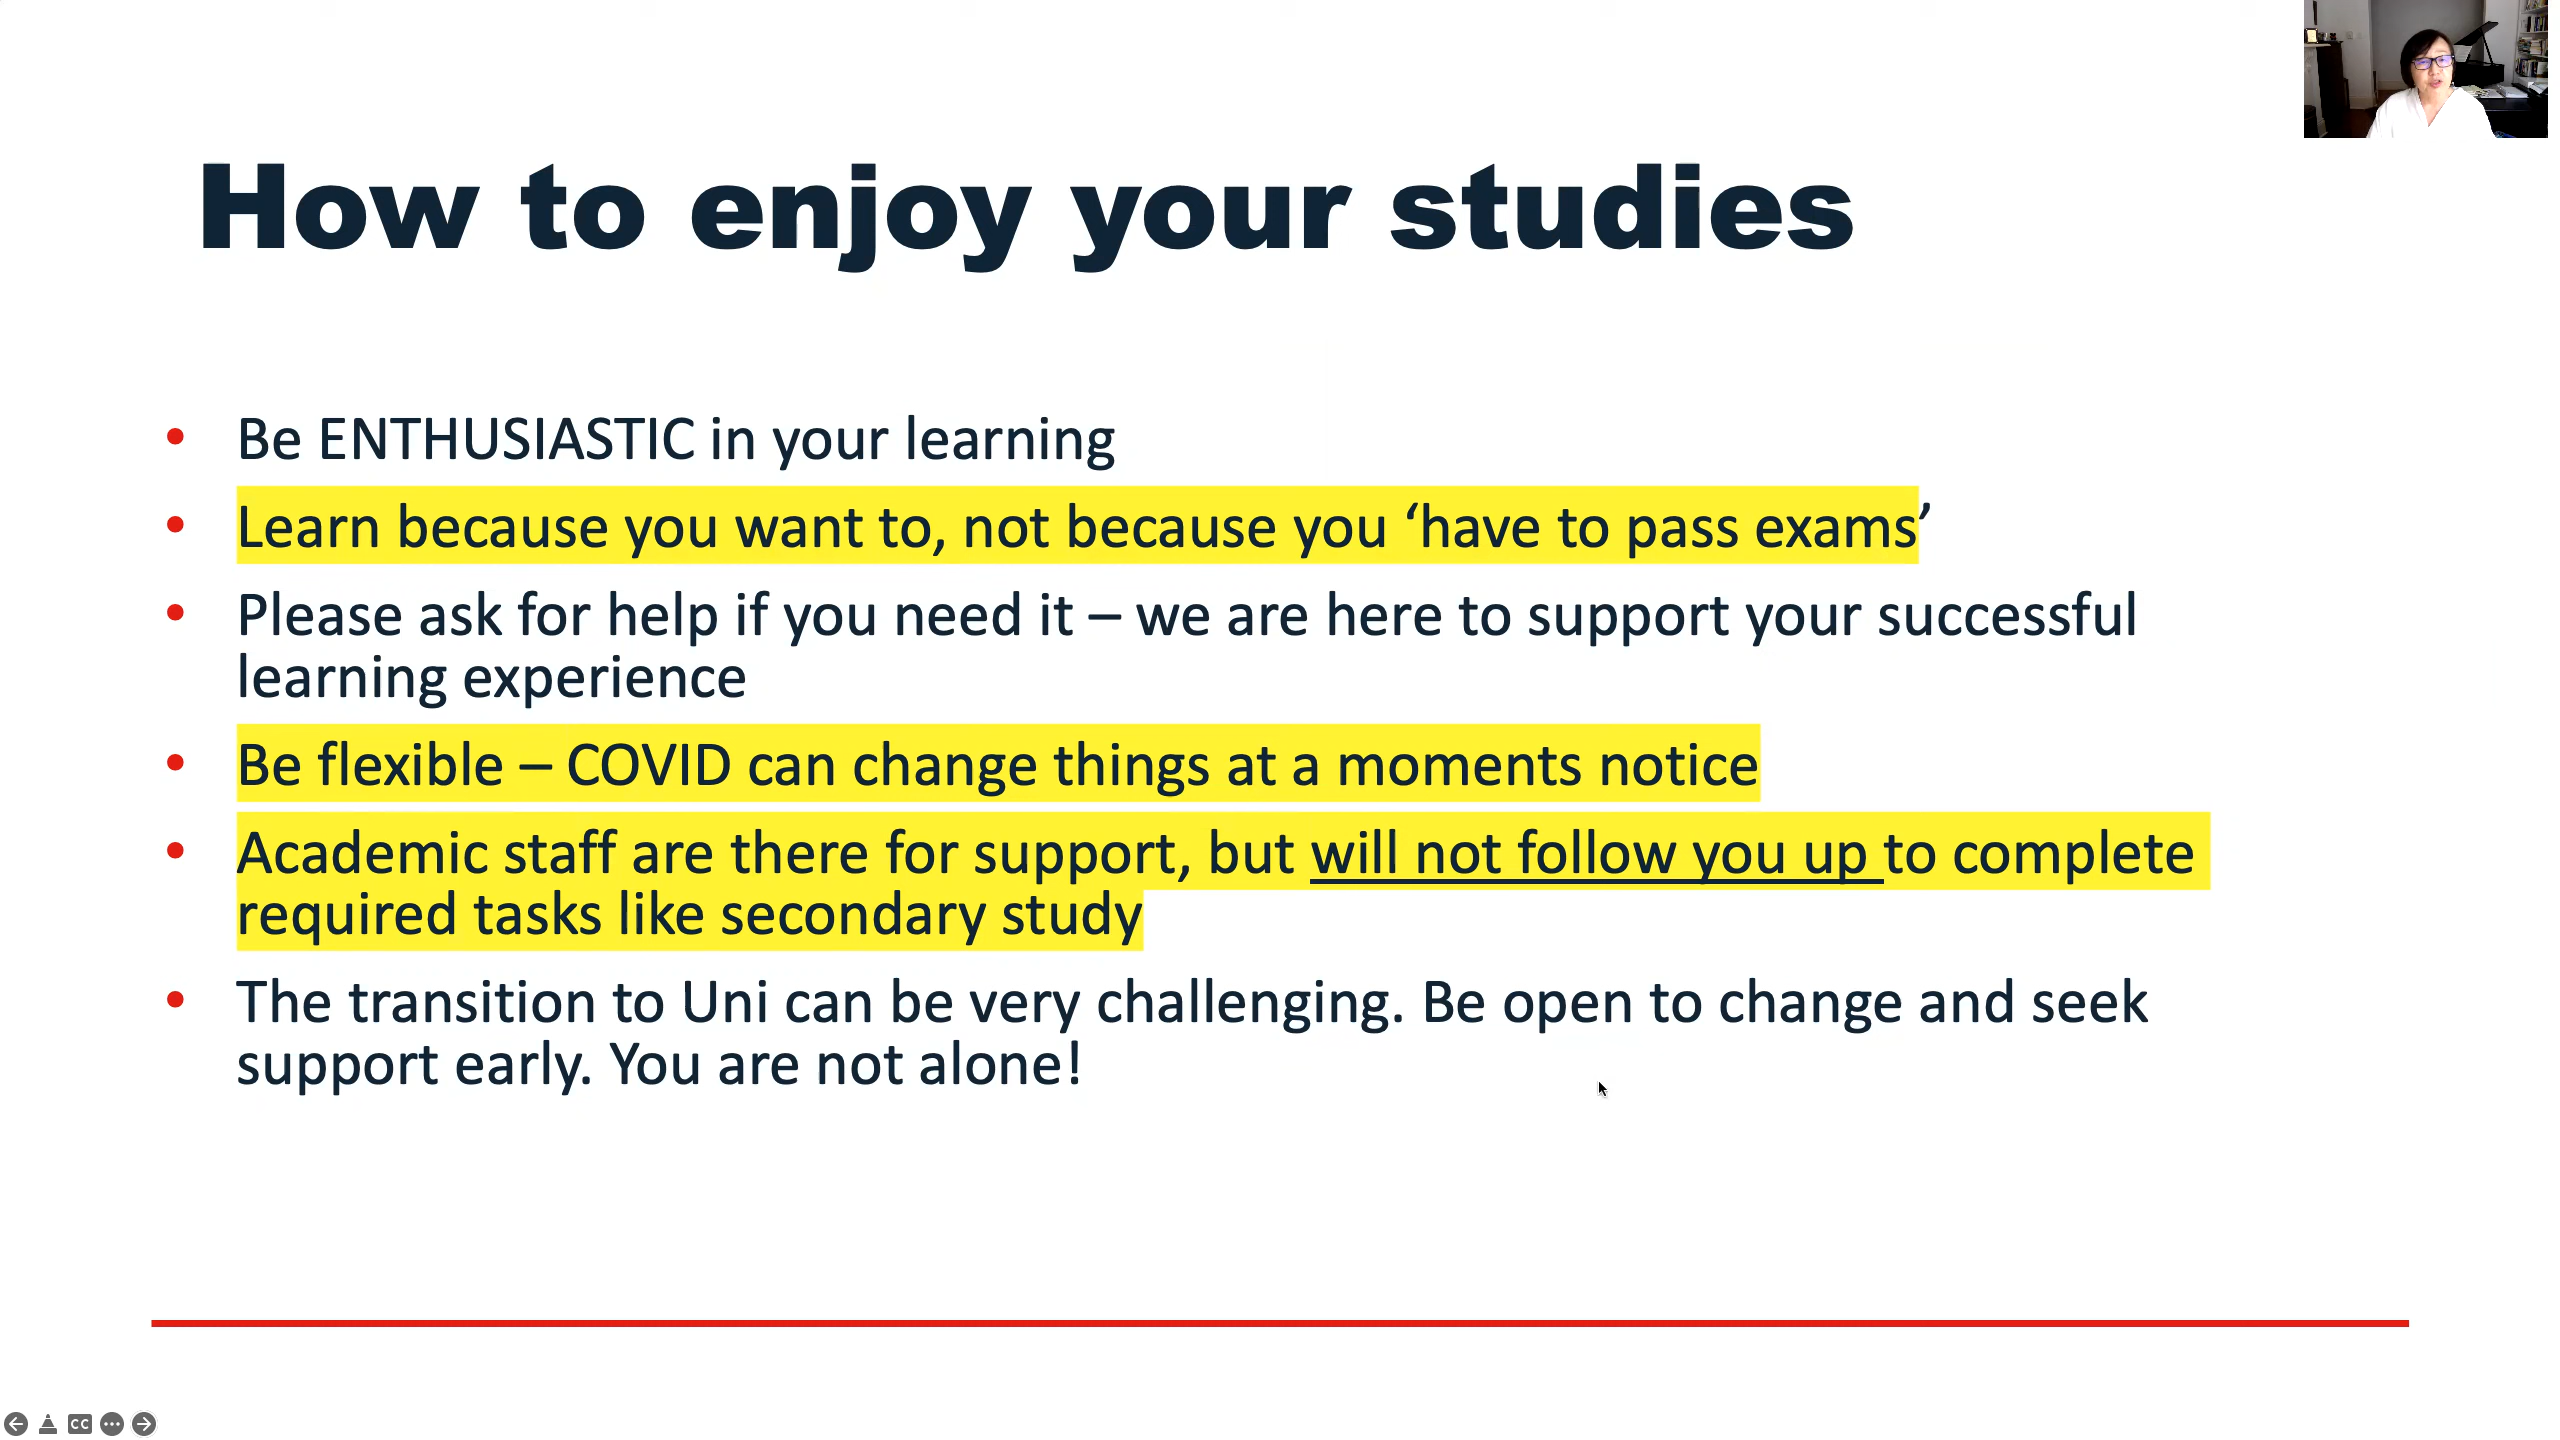 How to enjoy your studies
• Be ENTHUSIASTIC in your learning
• Learn because you want to, not because you ‘have to pass exams’
• Please ask for help if you need it – we are here to support your successful
learning experience
• Be flexible – COVID can change things at a moments notice
• Academic staff are there for support, but will not follow you up to complete
required tasks like secondary study
• The transition to Uni can be very challenging. Be open to change and seek
support early. You are not alone!
CC